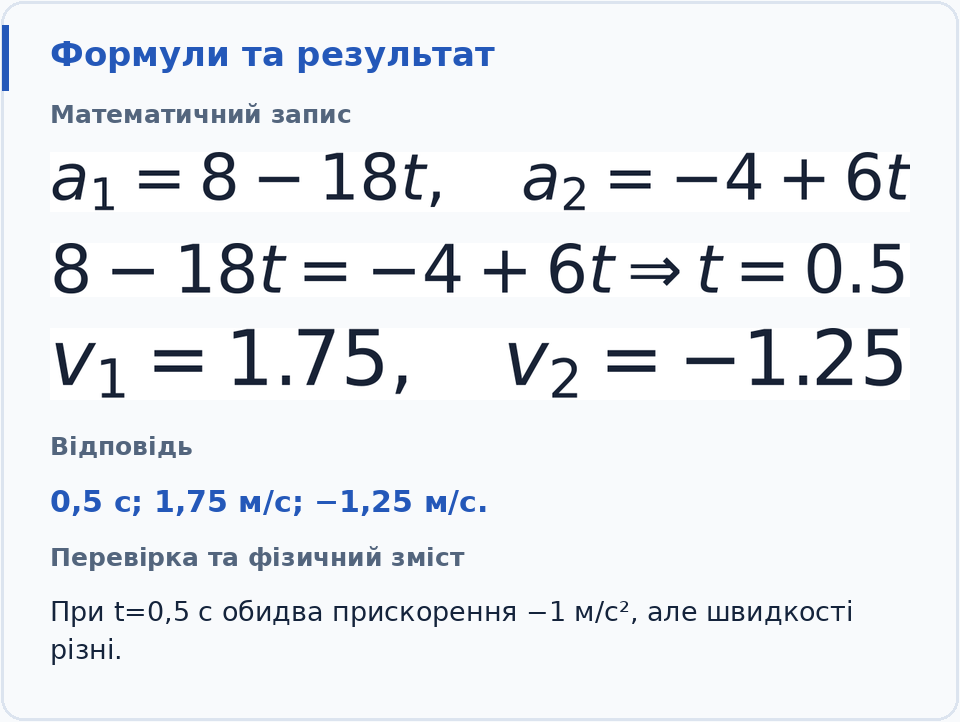 Формули та результат
Математичний запис
a₁ = 8 − 18t, a₂ = −4 + 6t
8 − 18t = −4 + 6t ⇒ t = 0.5
v₁ = 1.75, v₂ = −1.25
Відповідь
0,5 с; 1,75 м/с; −1,25 м/с.
Перевірка та фізичний зміст
При t=0,5 с обидва прискорення −1 м/с², але швидкості
різні.